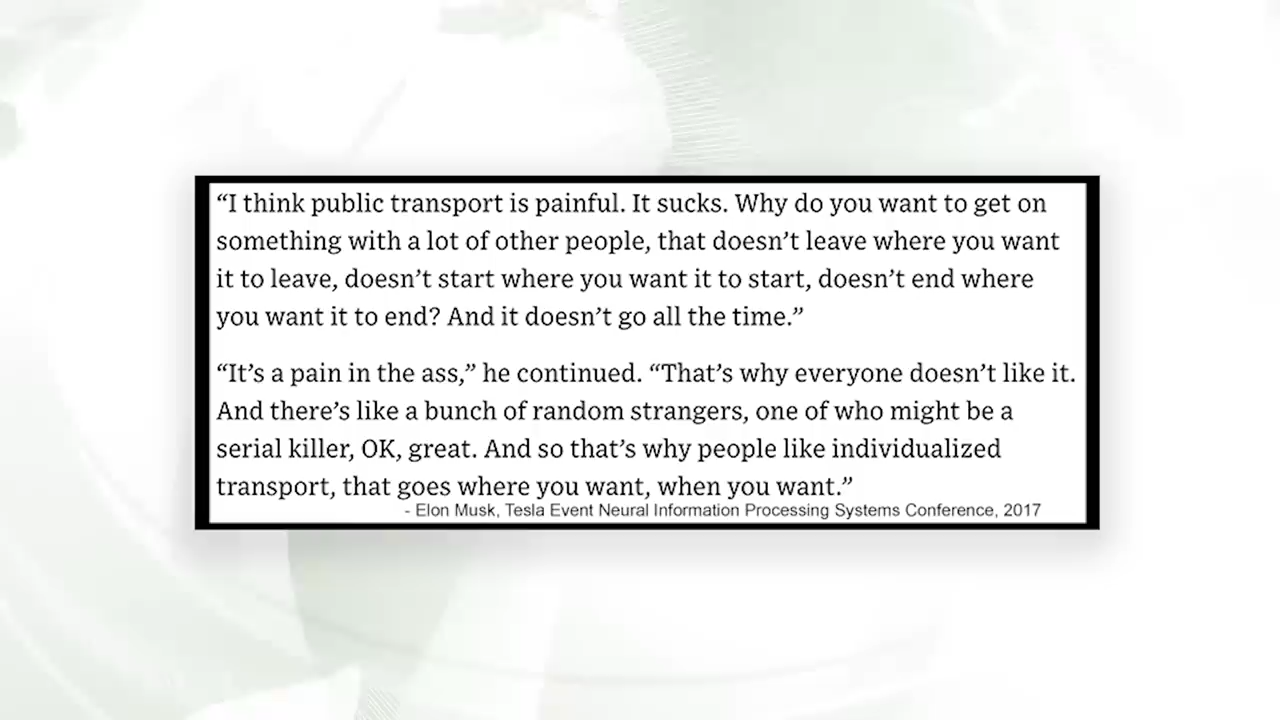 “I think public transport is painful. It sucks. Why do you want to get on
something with a lot of other people, that doesn’t leave where you want
it to leave, doesn’t start where you want it to start, doesn’t end where
you want it to end? And it doesn’t go all the time.”
“It’s a pain in the ass,” he continued. “That’s why everyone doesn’t like it.
And there’s like a bunch of random strangers, one of who might be a
serial killer, OK, great. And so that’s why people like individualized
transport, that goes where you want, when you want.”
- Elon Musk, Tesla Event Neural Information Processing Systems Conference, 2017